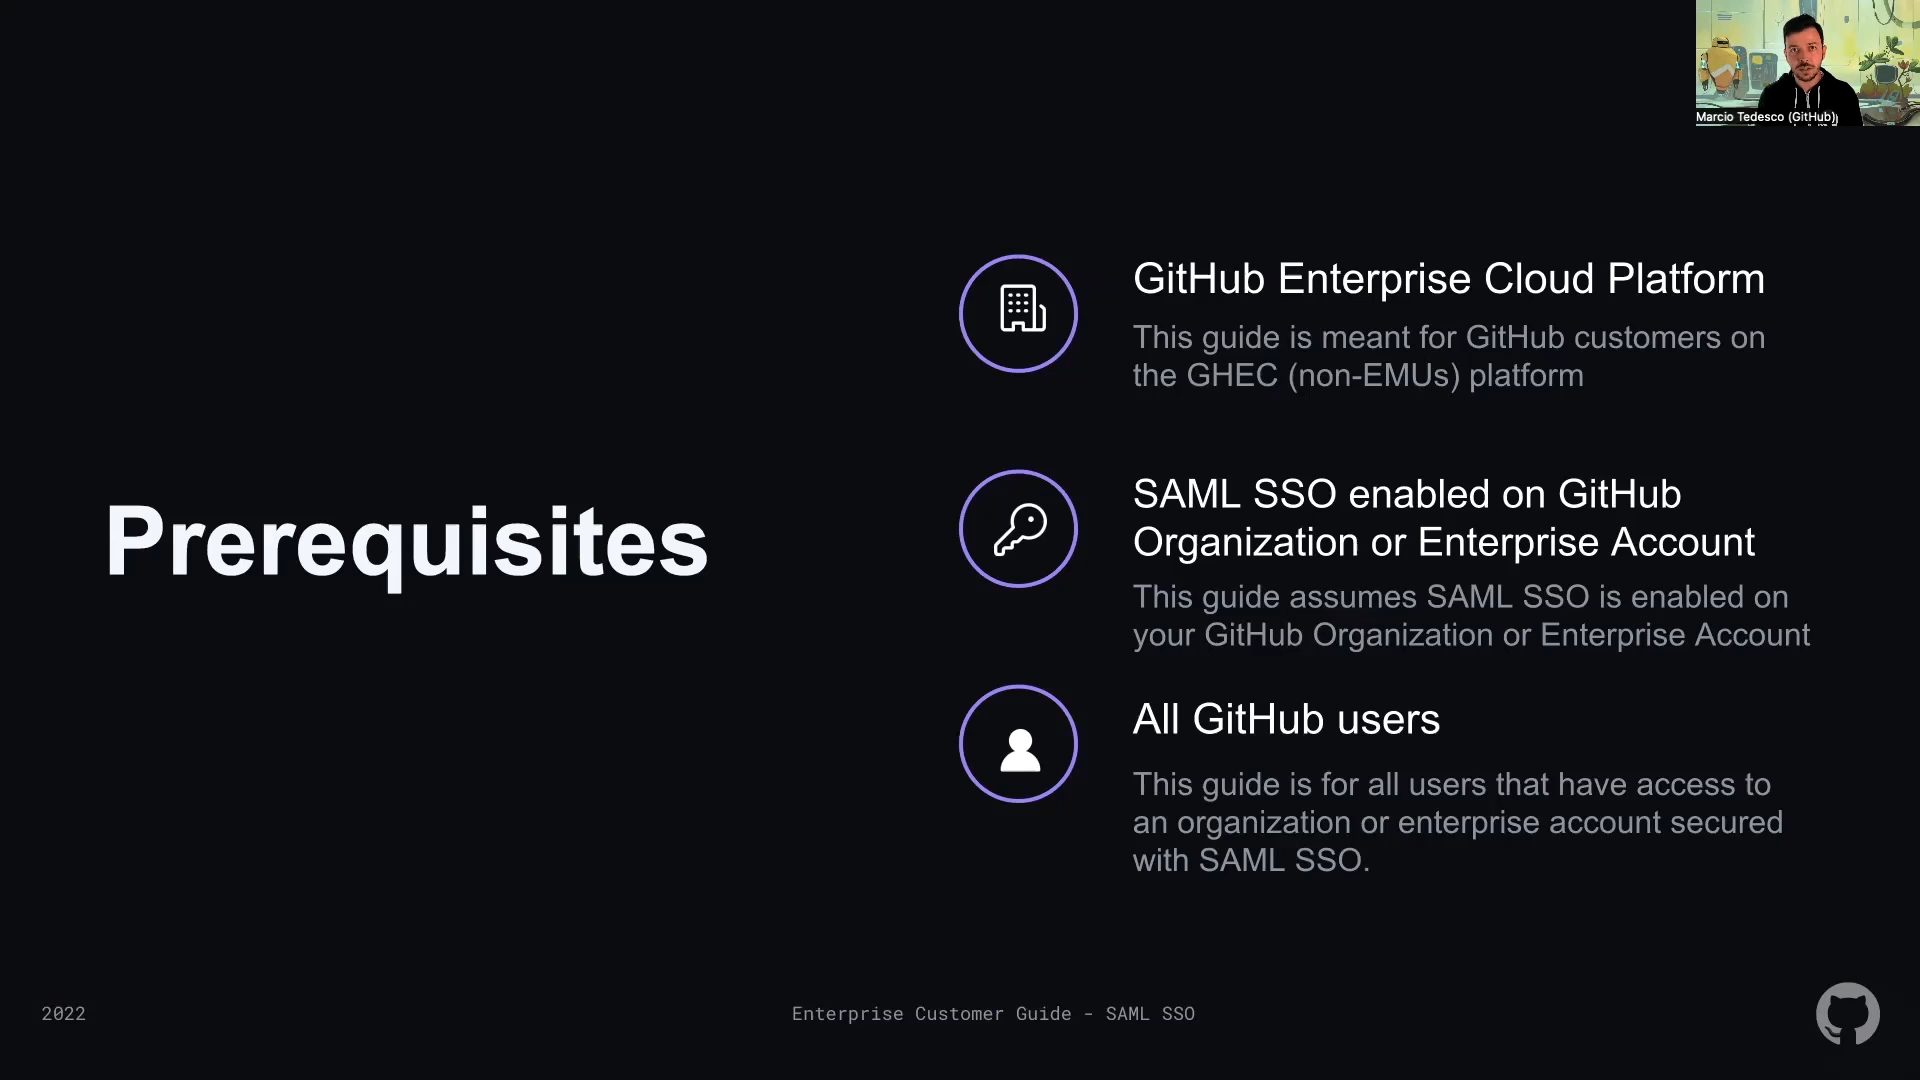 Marcio Tedesco (GitHub)
Prerequisites
GitHub Enterprise Cloud Platform
This guide is meant for GitHub customers on
the GHEC (non-EMUs) platform
SAML SSO enabled on GitHub
Organization or Enterprise Account
This guide assumes SAML SSO is enabled on
your GitHub Organization or Enterprise Account
All GitHub users
This guide is for all users that have access to
an organization or enterprise account secured
with SAML SSO.
2022
Enterprise Customer Guide - SAML SSO